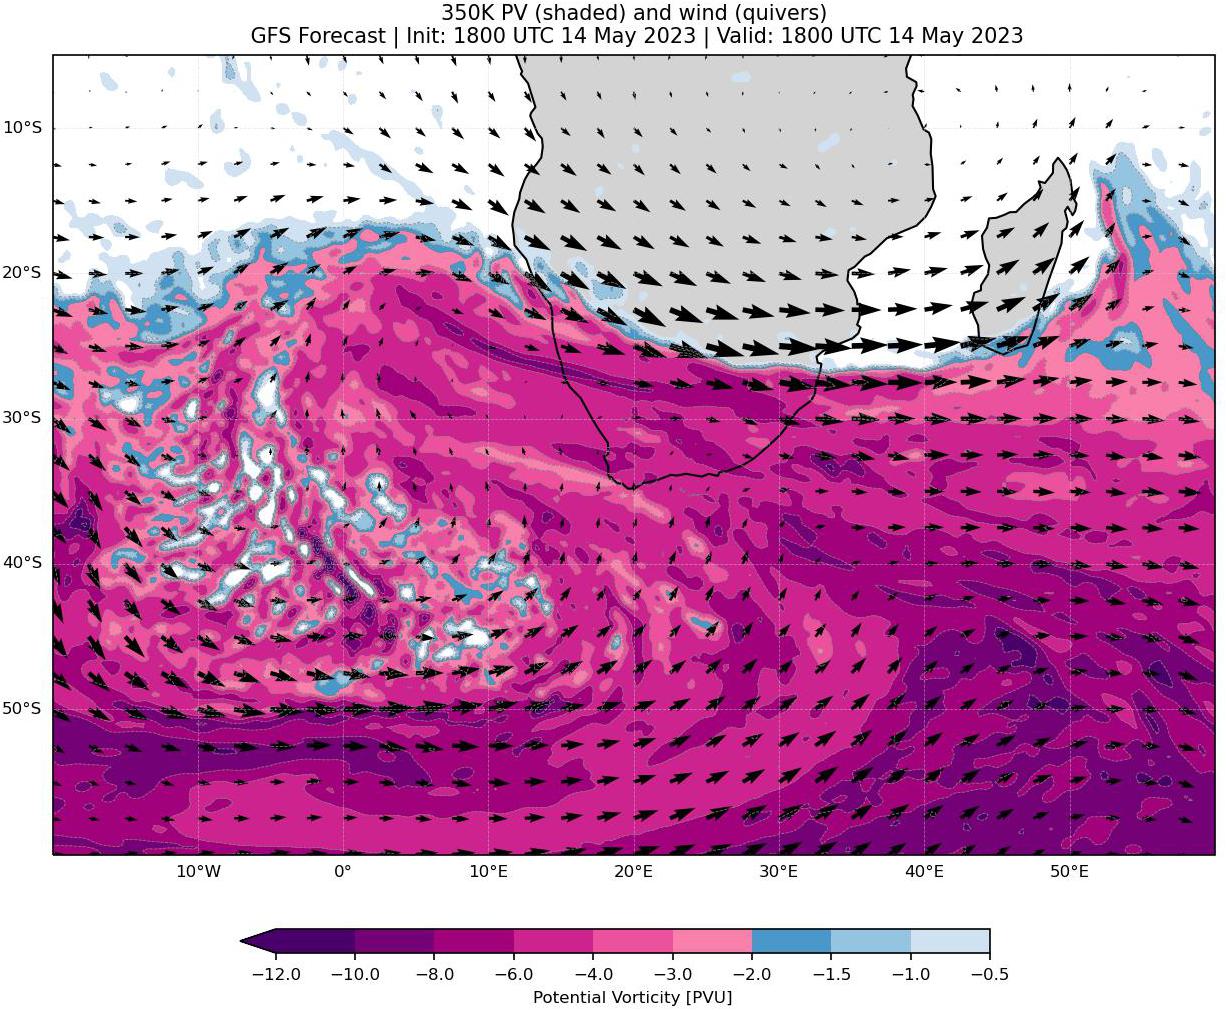 350K PV (shaded) and wind (quivers)
GFS Forecast | Init: 1800 UTC 14 May 2023 | Valid: 1800 UTC 14 May 2023
10°S
20°S
30°S
40°S
50°S
10°W 0° 10°E 20°E 30°E 40°E 50°E
−12.0 −10.0 −8.0 −6.0 −4.0 −3.0 −2.0 −1.5 −1.0 −0.5
Potential Vorticity [PVU]